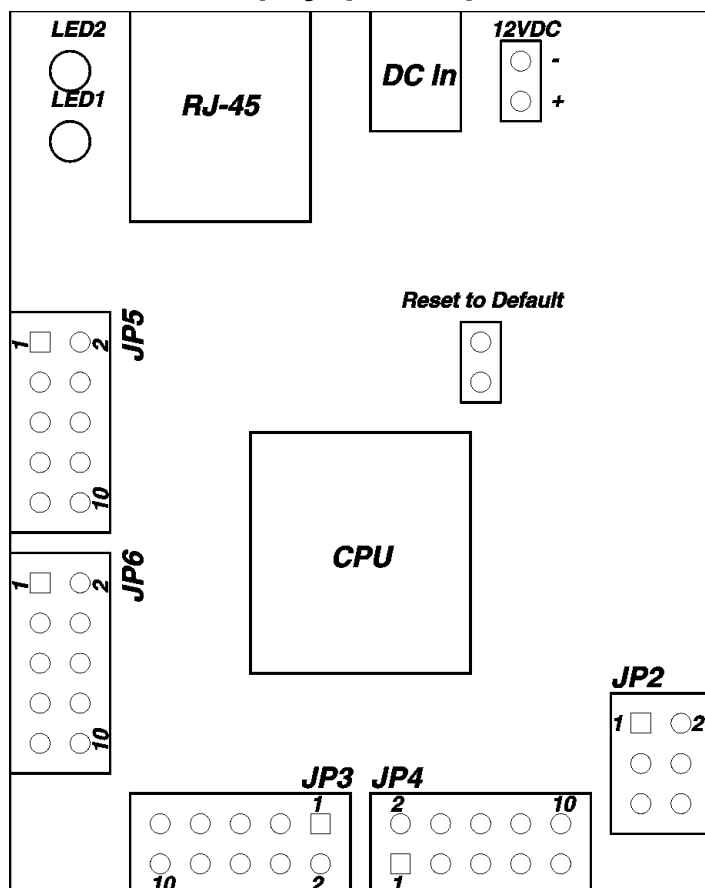 LED2
12VDC
-
DC In
LED1
RJ-45
+
Reset to Default
JP5
1
2
10
CPU
JP6
1
2
10
JP2
1
2
JP3
JP4
1
2
10
10
2
1